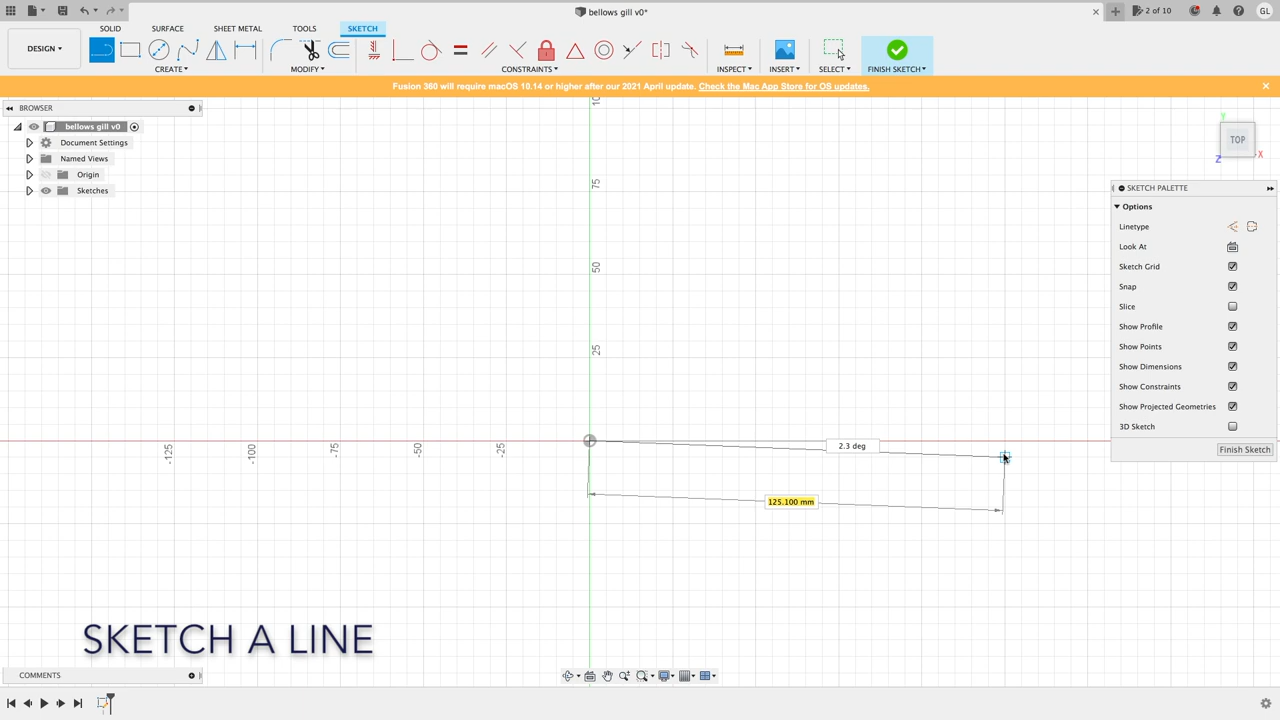 bellows gill v0*
2 of 10
GL
DESIGN
SOLID
SURFACE
SHEET METAL
TOOLS
SKETCH
CREATE
MODIFY
CONSTRAINTS
INSPECT
INSERT
SELECT
FINISH SKETCH
Fusion 360 will require macOS 10.14 or higher after our 2021 April update. Check the Mac App Store for OS updates.
BROWSER
bellows gill v0
Document Settings
Named Views
Origin
Sketches
10
75
50
25
-125
-100
-75
-50
-25
TOP
Y
X
Z
SKETCH PALETTE
Options
Linetype
Look At
Sketch Grid
Snap
Slice
Show Profile
Show Points
Show Dimensions
Show Constraints
Show Projected Geometries
3D Sketch
Finish Sketch
2.3 deg
125.100 mm
SKETCH A LINE
COMMENTS